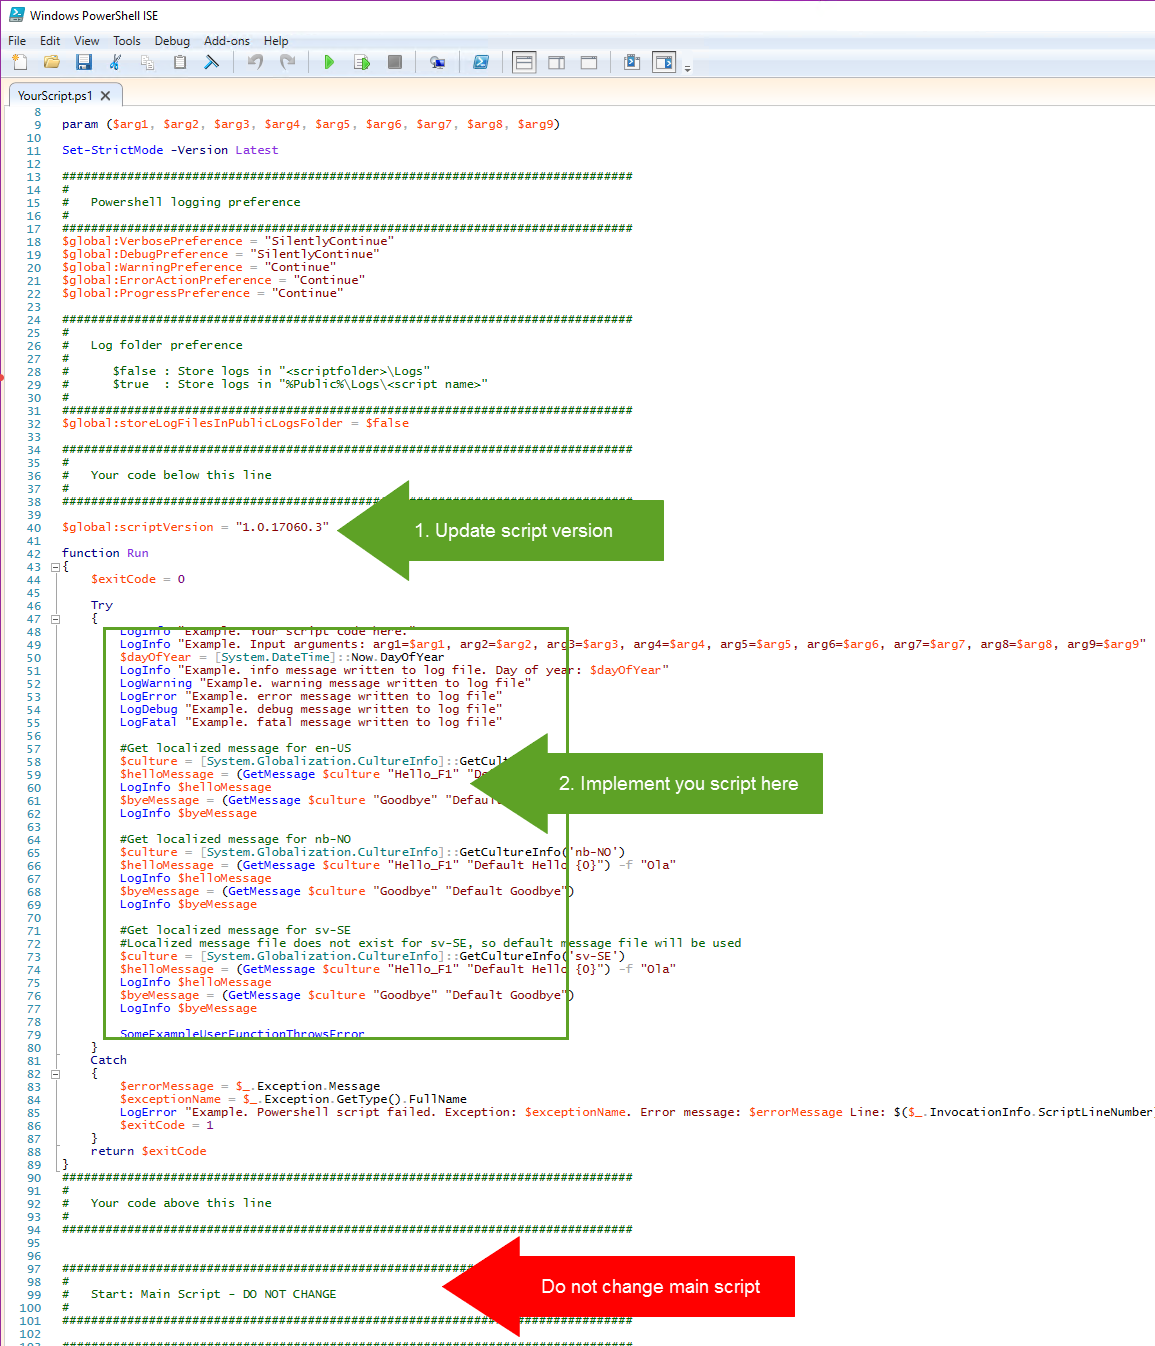 Windows PowerShell ISE
File Edit View Tools Debug Add-ons Help
YourScript.ps1
8
9 param ($arg1, $arg2, $arg3, $arg4, $arg5, $arg6, $arg7, $arg8, $arg9)
10
11 Set-StrictMode -Version Latest
12
13 ###############################################################################
14 #
15 #   Powershell logging preference
16 #
17 ###############################################################################
18 $global:VerbosePreference = "SilentlyContinue"
19 $global:DebugPreference = "SilentlyContinue"
20 $global:WarningPreference = "Continue"
21 $global:ErrorActionPreference = "Continue"
22 $global:ProgressPreference = "Continue"
23
24 ###############################################################################
25 #
26 #   Log folder preference
27 #
28 #      $false : Store logs in "<scriptfolder>\Logs"
29 #      $true  : Store logs in "%Public%\Logs\<script name>"
30 #
31 ###############################################################################
32 $global:storeLogFilesInPublicLogsFolder = $false
33
34 ###############################################################################
35 #
36 #   Your code below this line
37 #
38 ###############################################################################
39
40 $global:scriptVersion = "1.0.17060.3"
1. Update script version
41
42 function Run
43 {
44     $exitCode = 0
45
46     Try
47     {
48         LogInfo "Example. Your script code here."
49         LogInfo "Example. Input arguments: arg1=$arg1, arg2=$arg2, arg3=$arg3, arg4=$arg4, arg5=$arg5, arg6=$arg6, arg7=$arg7, arg8=$arg8, arg9=$arg9"
50         $dayOfYear = [System.DateTime]::Now.DayOfYear
51         LogInfo "Example. info message written to log file. Day of year: $dayOfYear"
52         LogWarning "Example. warning message written to log file"
53         LogError "Example. error message written to log file"
54         LogDebug "Example. debug message written to log file"
55         LogFatal "Example. fatal message written to log file"
56
57         #Get localized message for en-US
58         $culture = [System.Globalization.CultureInfo]::GetCul
59         $helloMessage = (GetMessage $culture "Hello_F1" "De
2. Implement you script here
60         LogInfo $helloMessage
61         $byeMessage = (GetMessage $culture "Goodbye" "Default
62         LogInfo $byeMessage
63
64         #Get localized message for nb-NO
65         $culture = [System.Globalization.CultureInfo]::GetCultureInfo('nb-NO')
66         $helloMessage = (GetMessage $culture "Hello_F1" "Default Hello {0}") -f "Ola"
67         LogInfo $helloMessage
68         $byeMessage = (GetMessage $culture "Goodbye" "Default Goodbye")
69         LogInfo $byeMessage
70
71         #Get localized message for sv-SE
72         #Localized message file does not exist for sv-SE, so default message file will be used
73         $culture = [System.Globalization.CultureInfo]::GetCultureInfo('sv-SE')
74         $helloMessage = (GetMessage $culture "Hello_F1" "Default Hello {0}") -f "Ola"
75         LogInfo $helloMessage
76         $byeMessage = (GetMessage $culture "Goodbye" "Default Goodbye")
77         LogInfo $byeMessage
78
79         SomeExampleUserFunctionThrowsError
80     }
81     Catch
82     {
83         $errorMessage = $_.Exception.Message
84         $exceptionName = $_.Exception.GetType().FullName
85         LogError "Example. Powershell script failed. Exception: $exceptionName. Error message: $errorMessage Line: $($_.InvocationInfo.ScriptLineNumber)
86         $exitCode = 1
87     }
88     return $exitCode
89 }
90 ###############################################################################
91 #
92 #   Your code above this line
93 #
94 ###############################################################################
95
96
97 ###############################################################################
98 #
Do not change main script
99 #   Start: Main Script - DO NOT CHANGE
100 #
101 ###############################################################################
102